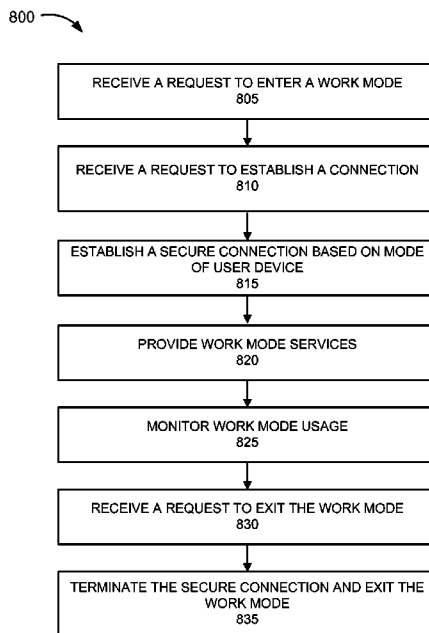 800
RECEIVE A REQUEST TO ENTER A WORK MODE
805
RECEIVE A REQUEST TO ESTABLISH A CONNECTION
810
ESTABLISH A SECURE CONNECTION BASED ON MODE
OF USER DEVICE
815
PROVIDE WORK MODE SERVICES
820
MONITOR WORK MODE USAGE
825
RECEIVE A REQUEST TO EXIT THE WORK MODE
830
TERMINATE THE SECURE CONNECTION AND EXIT THE
WORK MODE
835